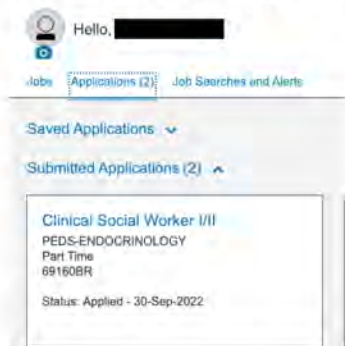 Hello,
Jobs Applications (2) Job Searches and Alerts
Saved Applications
Submitted Applications (2)
Clinical Social Worker I/II
PEDS-ENDOCRINOLOGY
Part Time
69160BR
Status: Applied - 30-Sep-2022